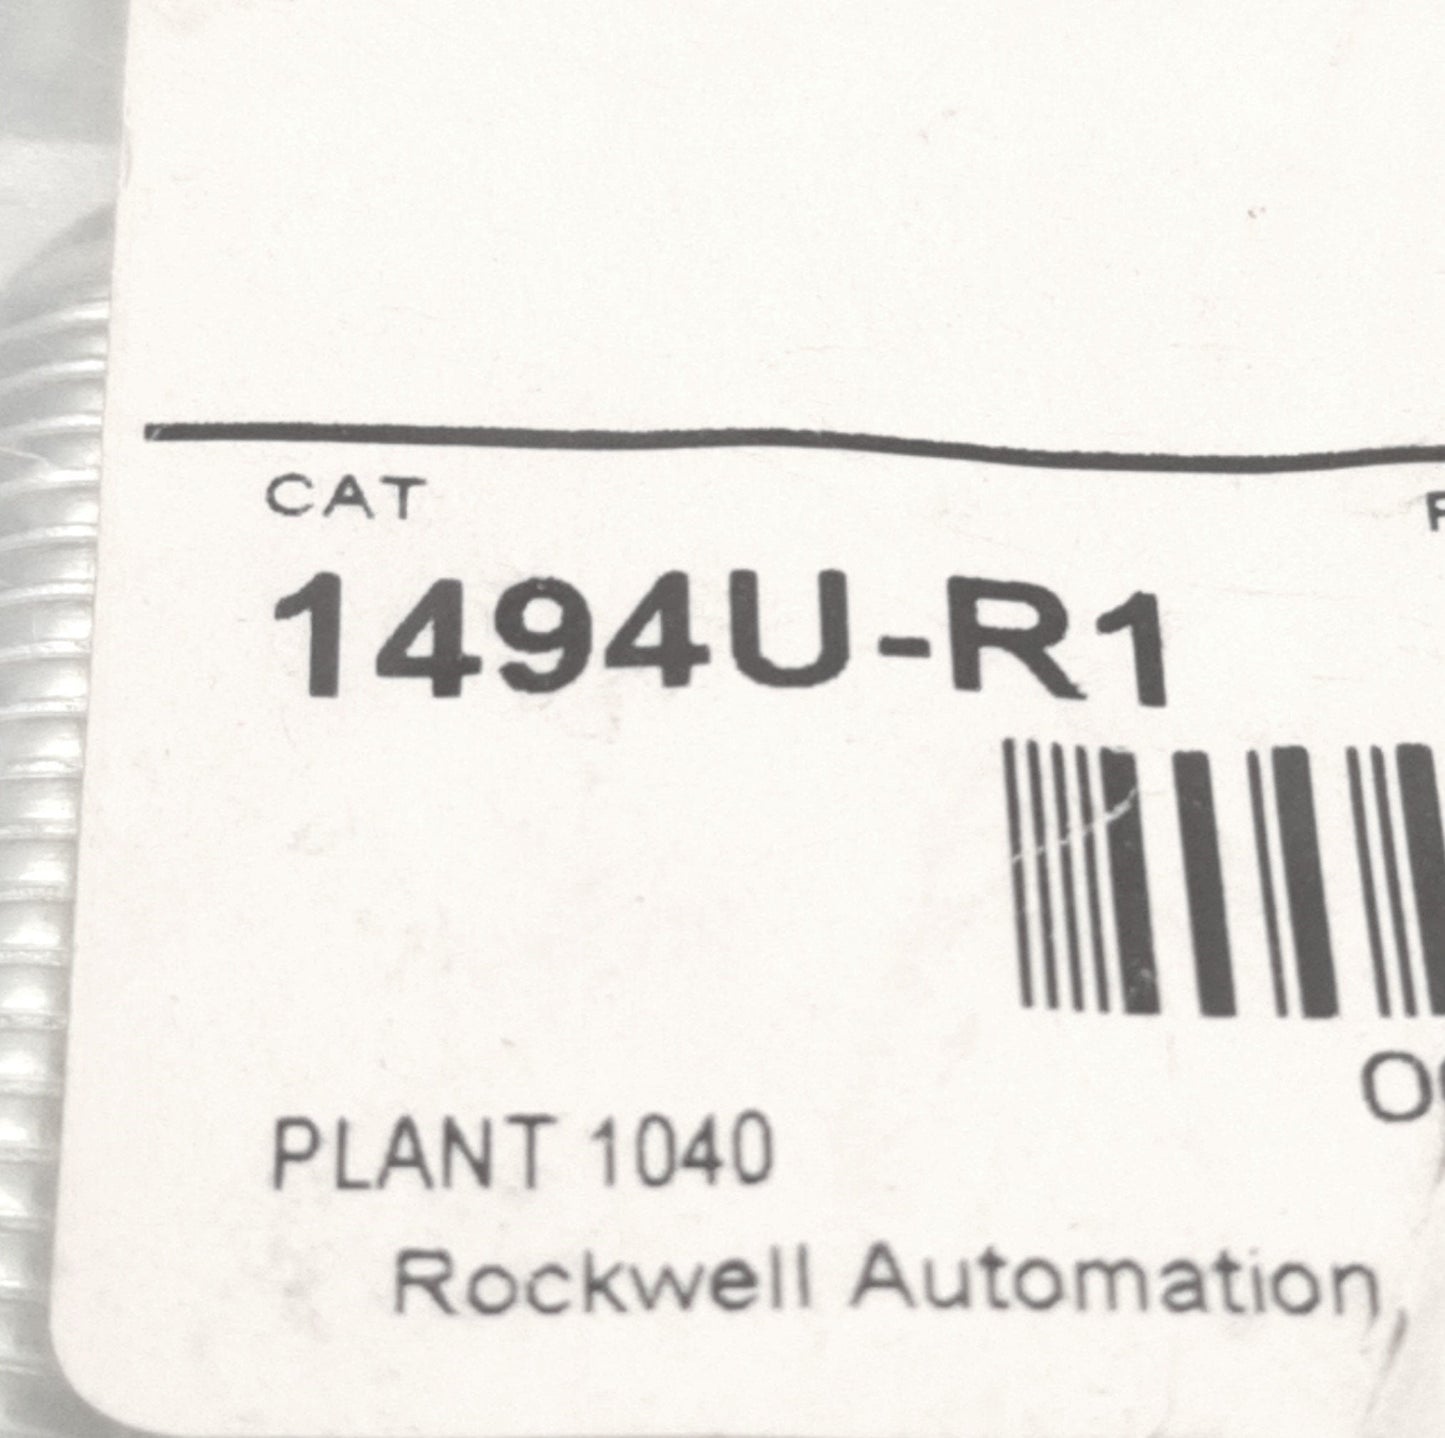 CAT
1494U-R1
PLANT 1040
Rockwell Automation,